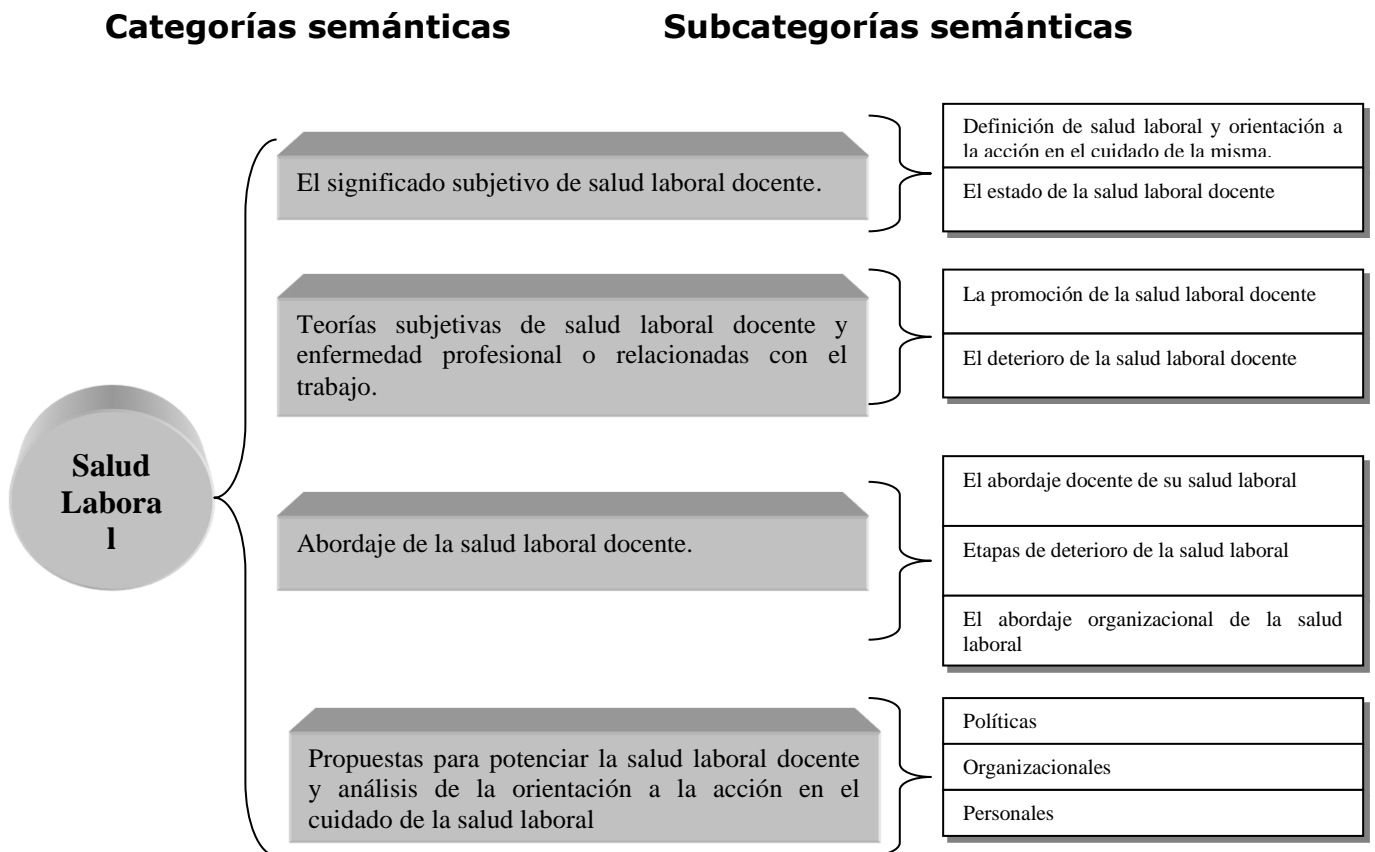 Categorías semánticas
Subcategorías semánticas
El significado subjetivo de salud laboral docente.
Definición de salud laboral y orientación a
la acción en el cuidado de la misma.
El estado de la salud laboral docente
Teorías subjetivas de salud laboral docente y
enfermedad profesional o relacionadas con el
trabajo.
La promoción de la salud laboral docente
El deterioro de la salud laboral docente
Salud
Labora
l
Abordaje de la salud laboral docente.
El abordaje docente de su salud laboral
Etapas de deterioro de la salud laboral
El abordaje organizacional de la salud
laboral
Propuestas para potenciar la salud laboral docente
y análisis de la orientación a la acción en el
cuidado de la salud laboral
Políticas
Organizacionales
Personales